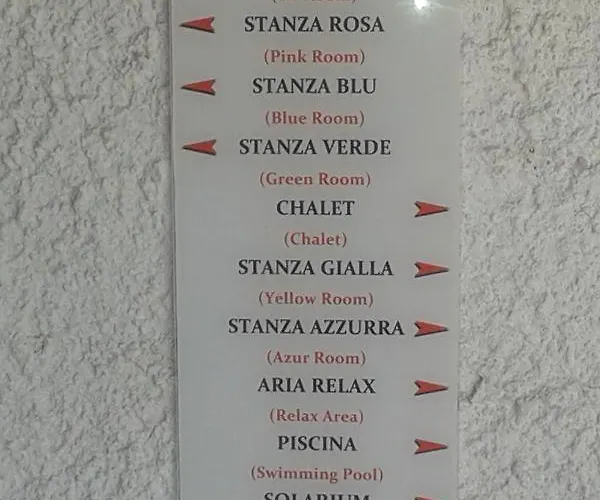 STANZA ROSA
(Pink Room)
STANZA BLU
(Blue Room)
STANZA VERDE
(Green Room)
CHALET
(Chalet)
STANZA GIALLA
(Yellow Room)
STANZA AZZURRA
(Azur Room)
ARIA RELAX
(Relax Area)
PISCINA
(Swimming Pool)
SOLARIUM